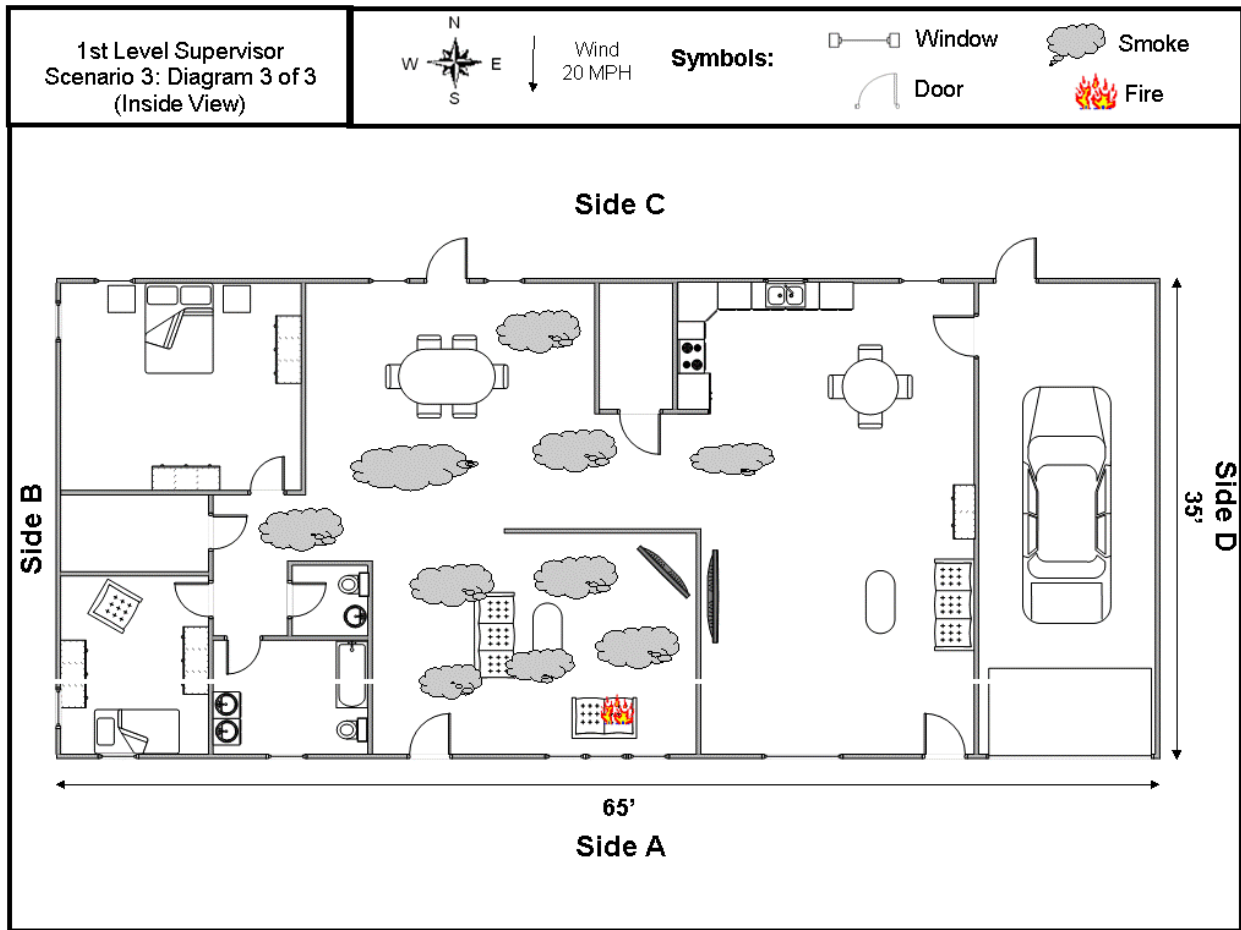 1st Level Supervisor
Scenario 3: Diagram 3 of 3
(Inside View)
N
W
E
S
Wind
20 MPH
Symbols:
Window
Door
Smoke
Fire
Side C
Side B
Side D
35’
65’
Side A